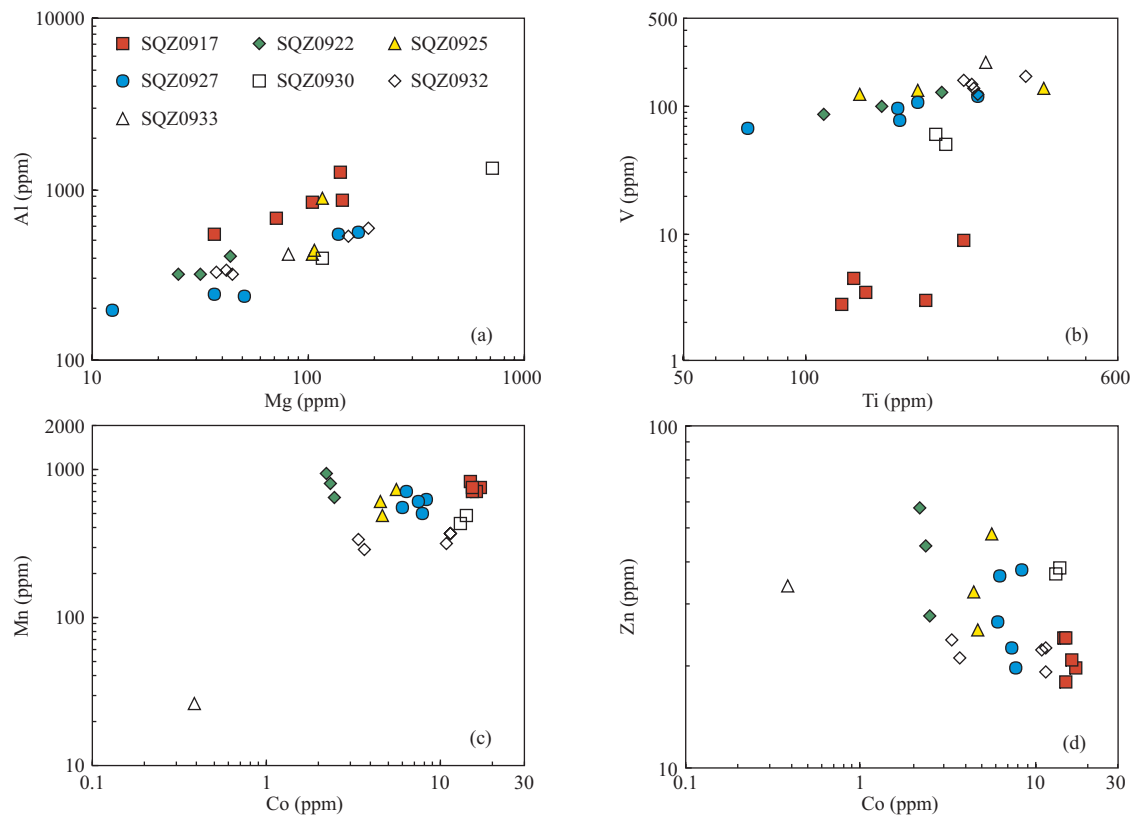 10000
SQZ0917 SQZ0922 SQZ0925
SQZ0927 SQZ0930 SQZ0932
SQZ0933
1000
100
Al (ppm)
(a)
10 100 1000
Mg (ppm)
500
100
10
1
V (ppm)
(b)
50 100 600
Ti (ppm)
2000
1000
100
10
Mn (ppm)
(c)
0.1 1 10 30
Co (ppm)
100
10
Zn (ppm)
(d)
0.1 1 10 30
Co (ppm)